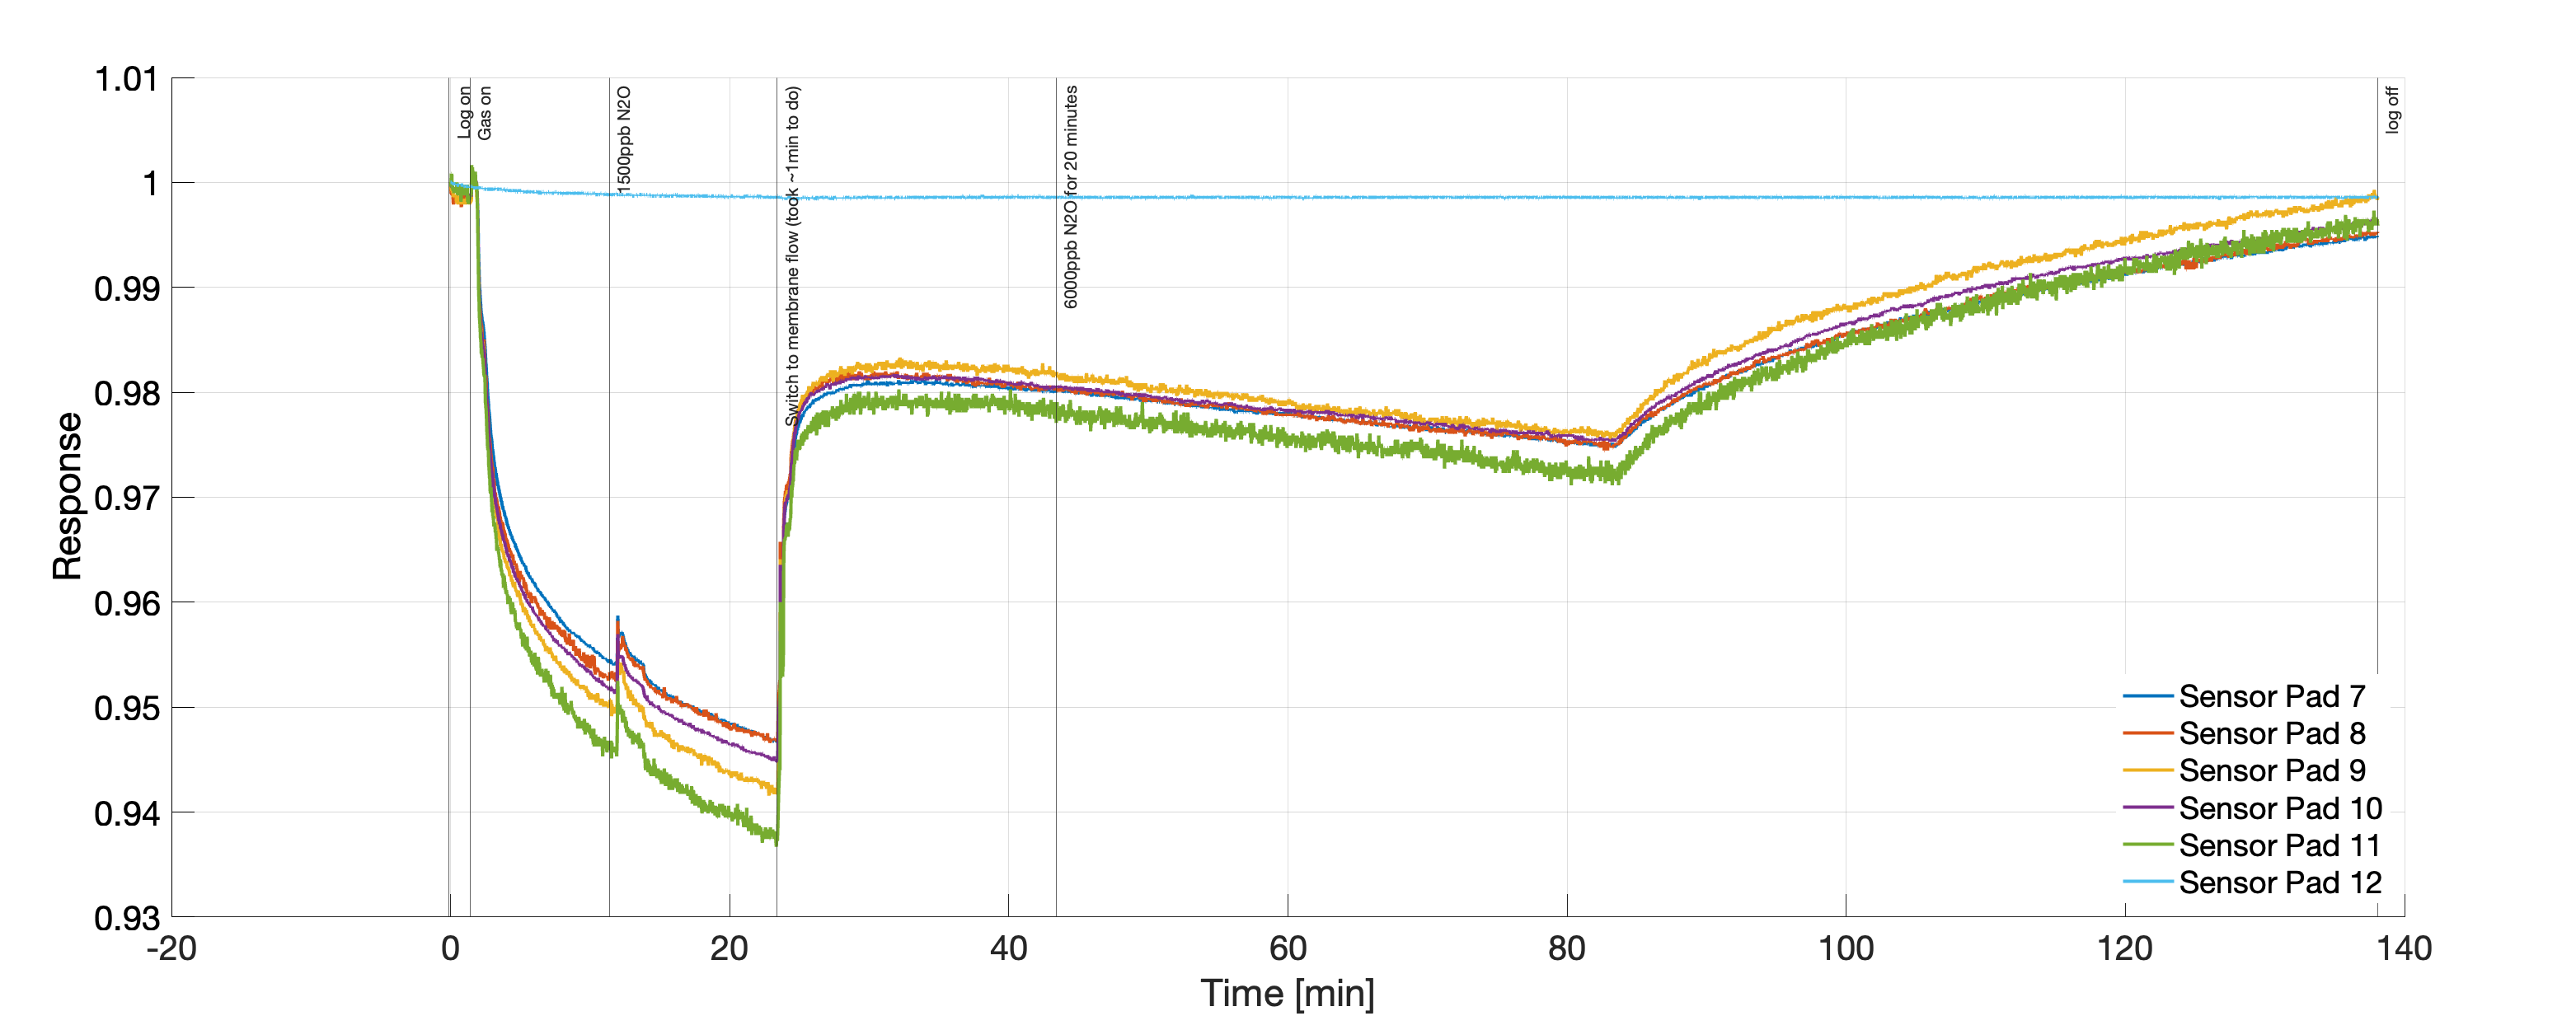 1.01
1
0.99
0.98
0.97
0.96
0.95
0.94
0.93
Response
Log on
Gas on
1500ppb N2O
Switch to membrane flow (took ~1min to do)
6000ppb N2O for 20 minutes
log off
Sensor Pad 7
Sensor Pad 8
Sensor Pad 9
Sensor Pad 10
Sensor Pad 11
Sensor Pad 12
-20 0 20 40 60 80 100 120 140
Time [min]